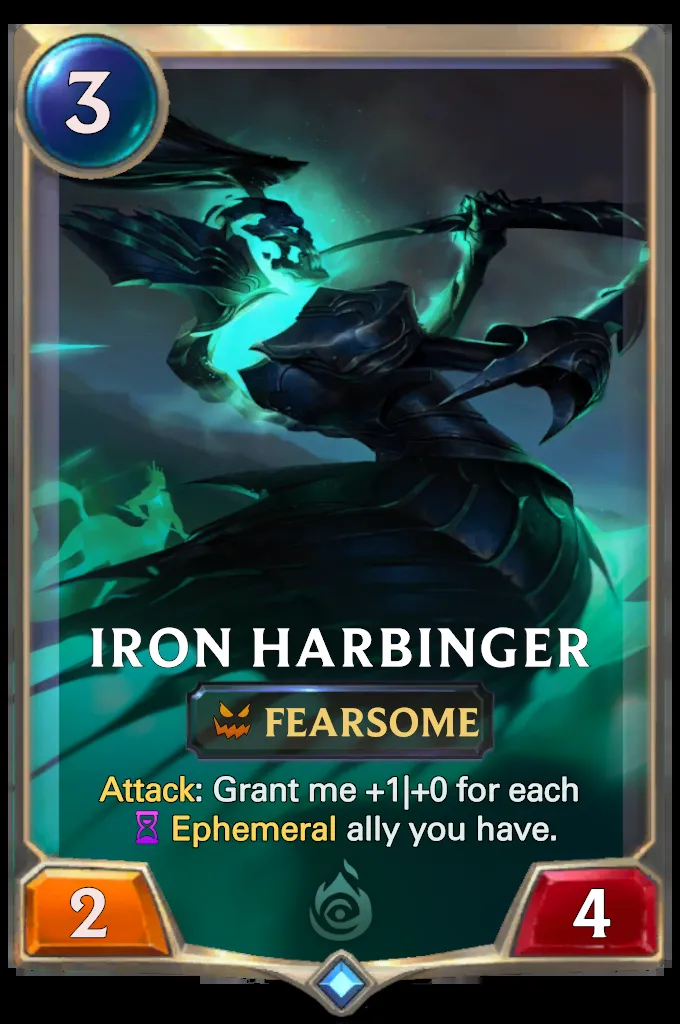 3
IRON HARBINGER
FEARSOME
Attack: Grant me +1|+0 for each
Ephemeral ally you have.
2
4